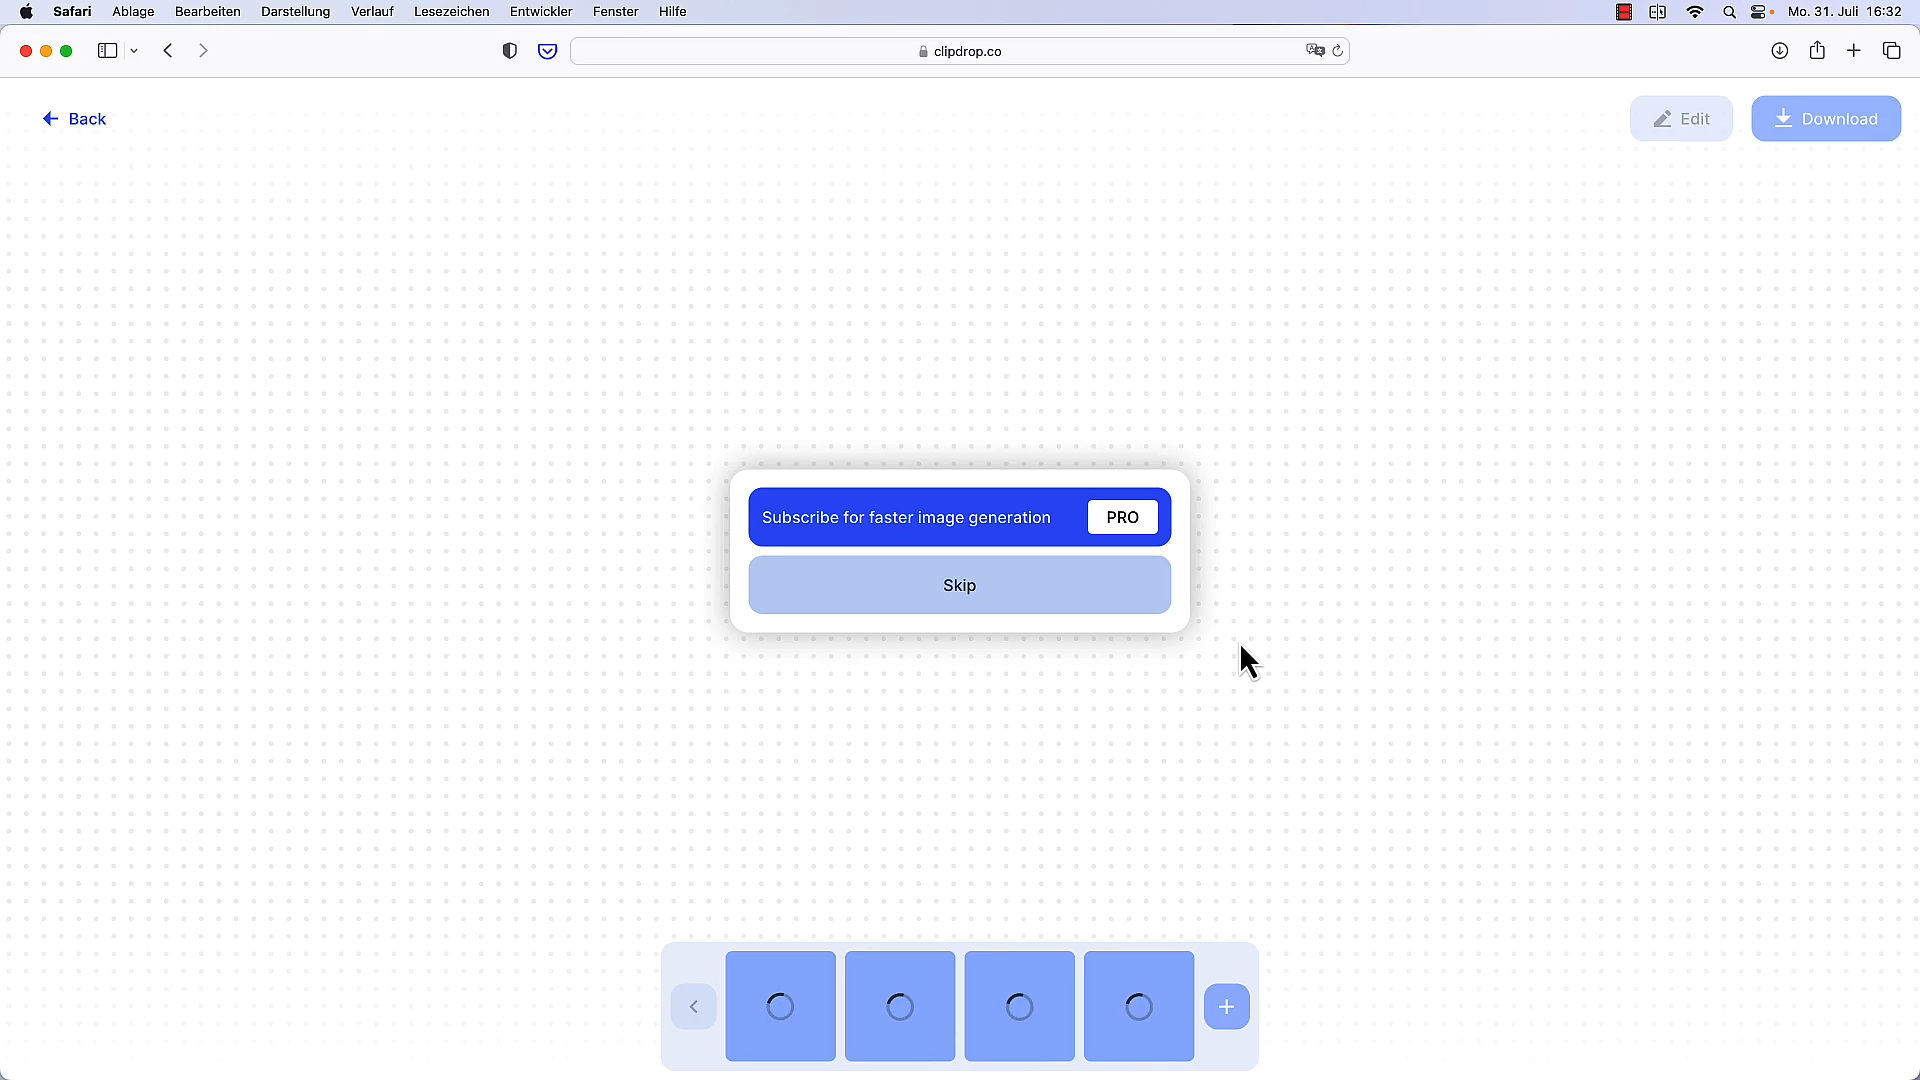 Safari Ablage Bearbeiten Darstellung Verlauf Lesezeichen Entwickler Fenster Hilfe Mo. 31. Juli 16:32
clipdrop.co
Back
Edit
Download
Subscribe for faster image generation PRO
Skip